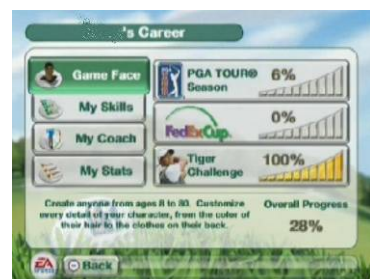 's Career
Game Face
My Skills
My Coach
My Stats
PGA TOUR®
Season
6%
FedExCup.
0%
Tiger
Challenge
100%
Create anyone from ages 8 to 80. Customize
every detail of your character, from the color of
their hair to the clothes on their back.
Overall Progress
28%
EA
Back